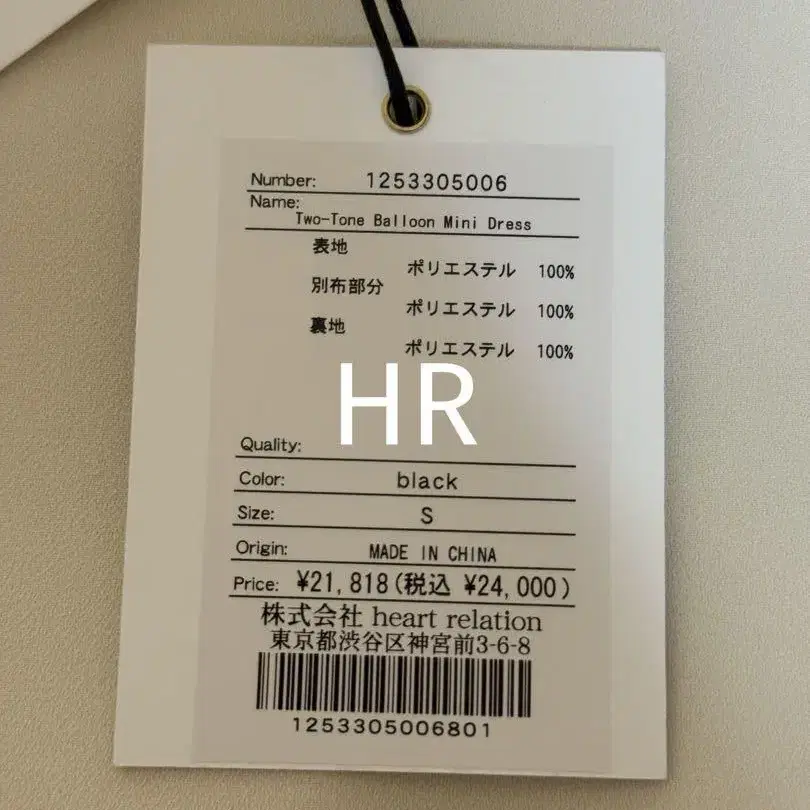 Number: 1253305006
Name:
Two-Tone Balloon Mini Dress
表地
ポリエステル 100%
別布部分
ポリエステル 100%
裏地
ポリエステル 100%
HR
Quality:
Color: black
Size: S
Origin: MADE IN CHINA
Price: ¥21,818(税込 ¥24,000)
株式会社 heart relation
東京都渋谷区神宮前3-6-8
1253305006801